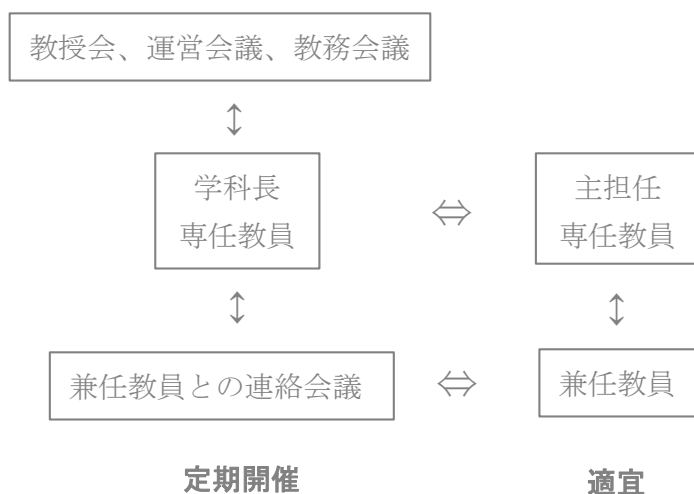 教授会、運営会議、教務会議
↕
学科長
専任教員
⇔
主担任
専任教員
↕
↕
兼任教員との連絡会議
⇔
兼任教員
定期開催
適宜